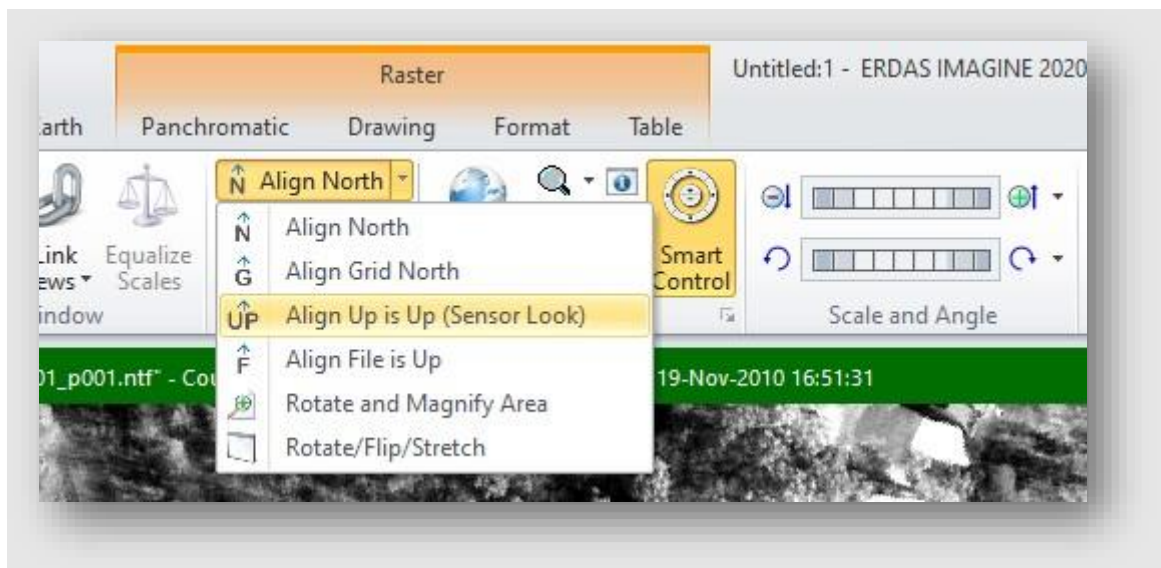 Raster
Untitled:1 - ERDAS IMAGINE 2020
arth Panchromatic Drawing Format Table
N Align North
Link Equalize Smart
ews Scales Control
indow Scale and Angle
N Align North
G Align Grid North
UP Align Up is Up (Sensor Look)
F Align File is Up
Rotate and Magnify Area
Rotate/Flip/Stretch
01_p001.ntf" - Cou 19-Nov-2010 16:51:31